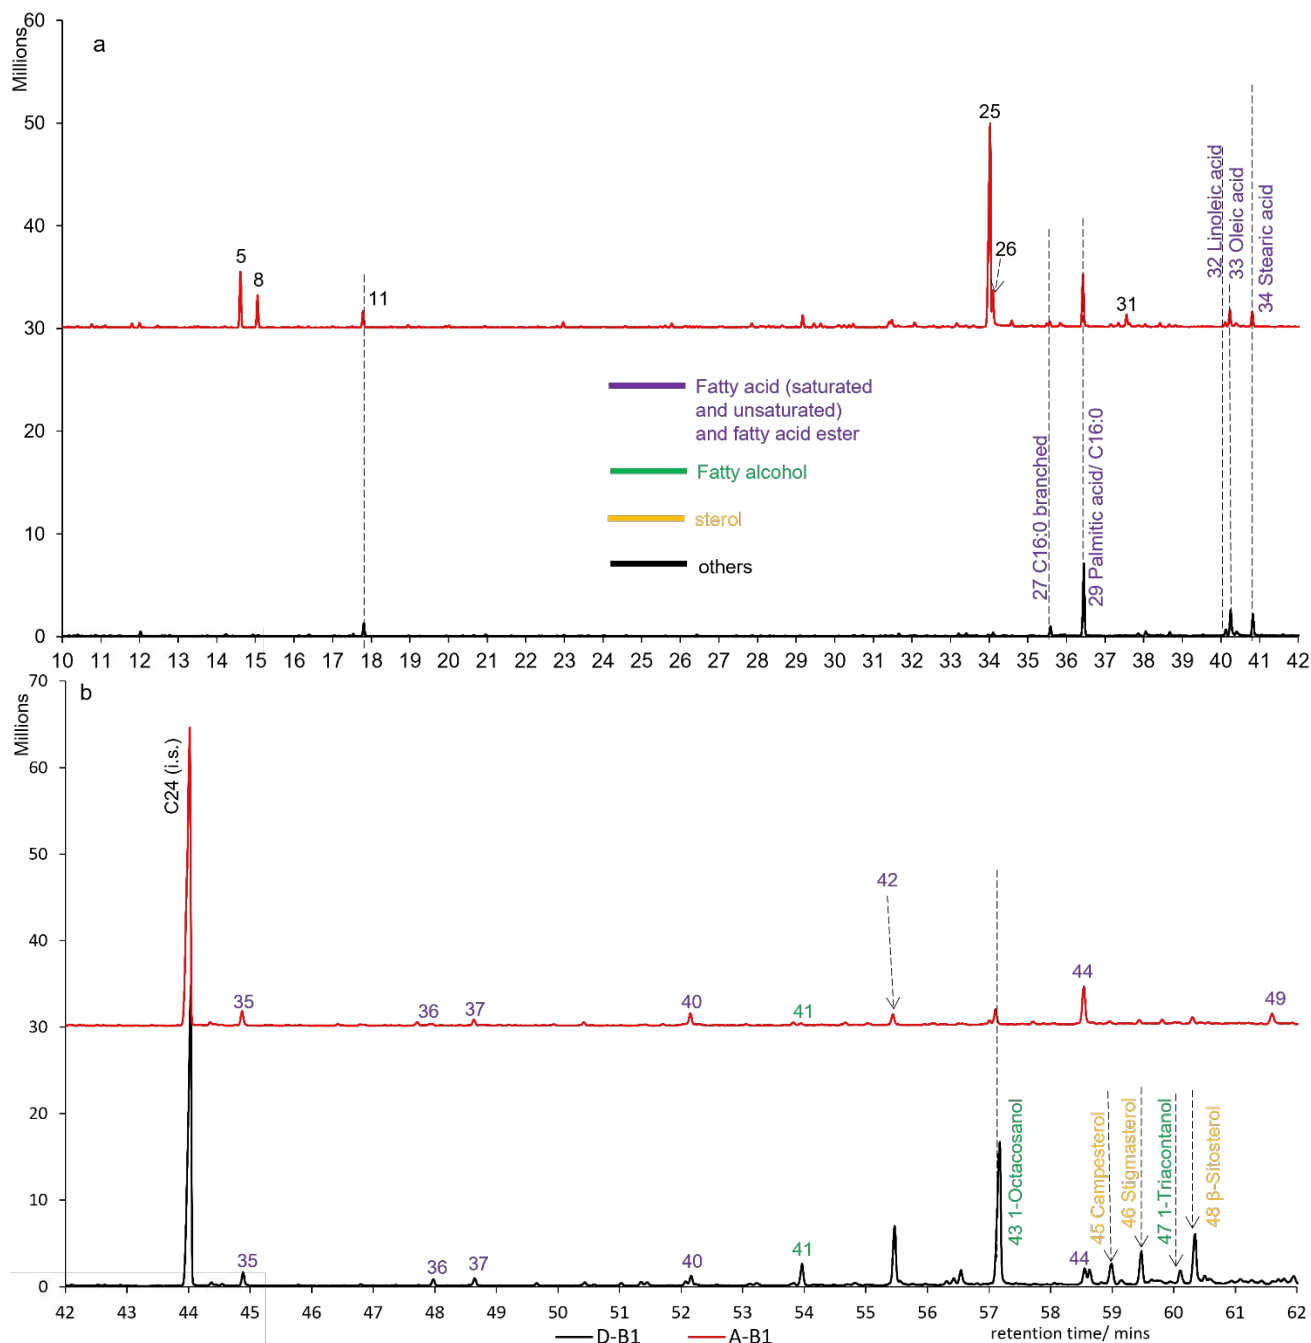 Millions
a
60
50
40
30
20
10
0
5
8
11
25
26
31
27 C16:0 branched
29 Palmitic acid/ C16:0
32 Linoleic acid
33 Oleic acid
34 Stearic acid
Fatty acid (saturated
and unsaturated)
and fatty acid ester
Fatty alcohol
sterol
others
10 11 12 13 14 15 16 17 18 19 20 21 22 23 24 25 26 27 28 29 30 31 32 33 34 35 36 37 38 39 40 41 42
Millions
b
70
60
50
40
30
20
10
0
C24 (i.s.)
35
36
37
40
41
42
44
49
35
36
37
40
41
43 1-Octacosanol
44
45 Campesterol
46 Stigmasterol
47 1-Triacontanol
48 β-Sitosterol
42 43 44 45 46 47 48 49 50 51 52 53 54 55 56 57 58 59 60 61 62
retention time/ mins
D-B1 A-B1